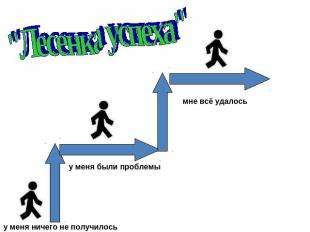 "Лесенка успеха"
мне всё удалось
у меня были проблемы
у меня ничего не получилось